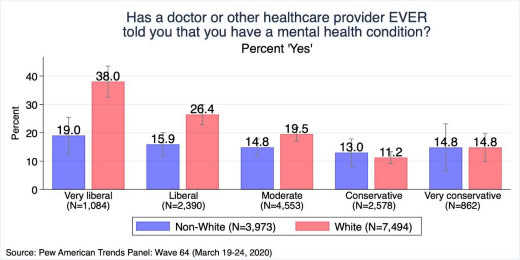 Has a doctor or other healthcare provider EVER
told you that you have a mental health condition?
Percent 'Yes'
Percent
40
30
20
10
0
19.0
38.0
15.9
26.4
14.8
19.5
13.0
11.2
14.8
14.8
Very liberal
(N=1,084)
Liberal
(N=2,390)
Moderate
(N=4,553)
Conservative
(N=2,578)
Very conservative
(N=862)
Non-White (N=3,973)
White (N=7,494)
Source: Pew American Trends Panel: Wave 64 (March 19-24, 2020)